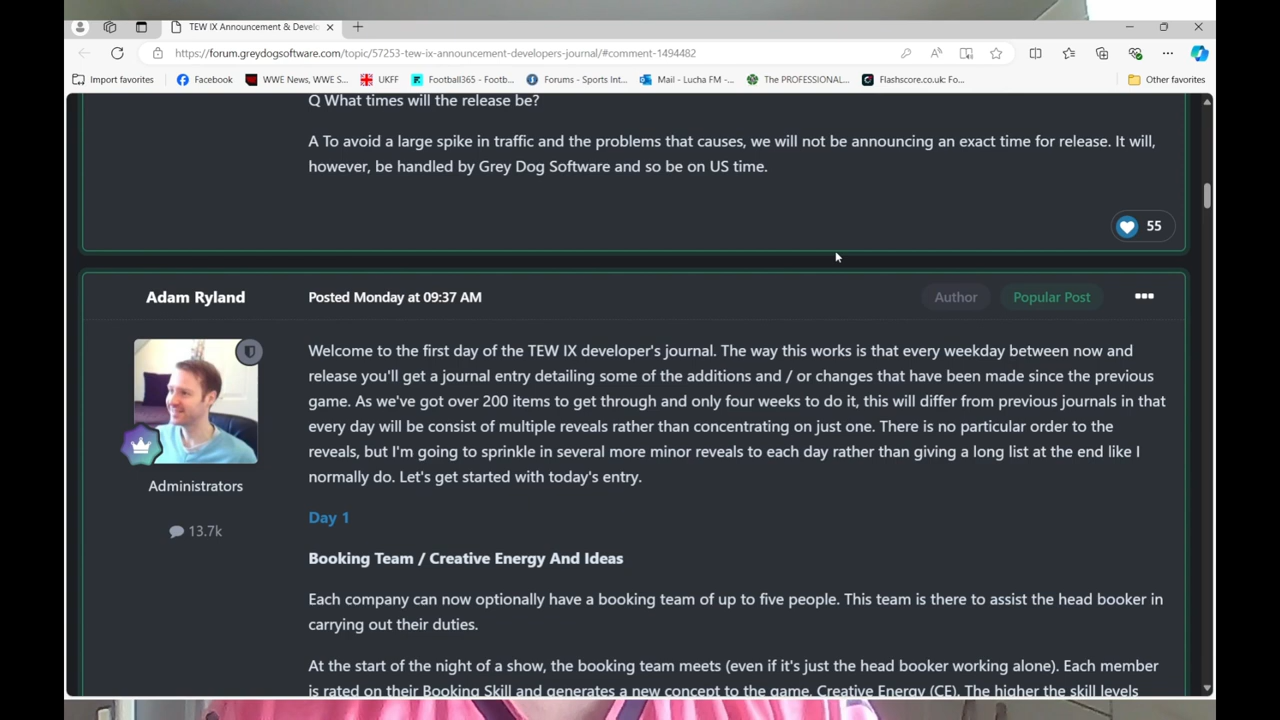 TEW IX Announcement & Develo
https://forum.greydogsoftware.com/topic/57253-tew-ix-announcement-developers-journal/#comment-1494482
Import favorites Facebook WWE News, WWE S... UKFF Football365 - Footb... Forums - Sports Int... Mail - Lucha FM -... The PROFESSIONAL... Flashscore.co.uk: Fo... Other favorites
Q What times will the release be?
A To avoid a large spike in traffic and the problems that causes, we will not be announcing an exact time for release. It will,
however, be handled by Grey Dog Software and so be on US time.
55
Adam Ryland Posted Monday at 09:37 AM Author Popular Post
Welcome to the first day of the TEW IX developer's journal. The way this works is that every weekday between now and
release you'll get a journal entry detailing some of the additions and / or changes that have been made since the previous
game. As we've got over 200 items to get through and only four weeks to do it, this will differ from previous journals in that
every day will be consist of multiple reveals rather than concentrating on just one. There is no particular order to the
reveals, but I'm going to sprinkle in several more minor reveals to each day rather than giving a long list at the end like I
normally do. Let's get started with today's entry.
Administrators
13.7k
Day 1
Booking Team / Creative Energy And Ideas
Each company can now optionally have a booking team of up to five people. This team is there to assist the head booker in
carrying out their duties.
At the start of the night of a show, the booking team meets (even if it's just the head booker working alone). Each member
is rated on their Booking Skill and generates a new concept to the game, Creative Energy (CE). The higher the skill levels